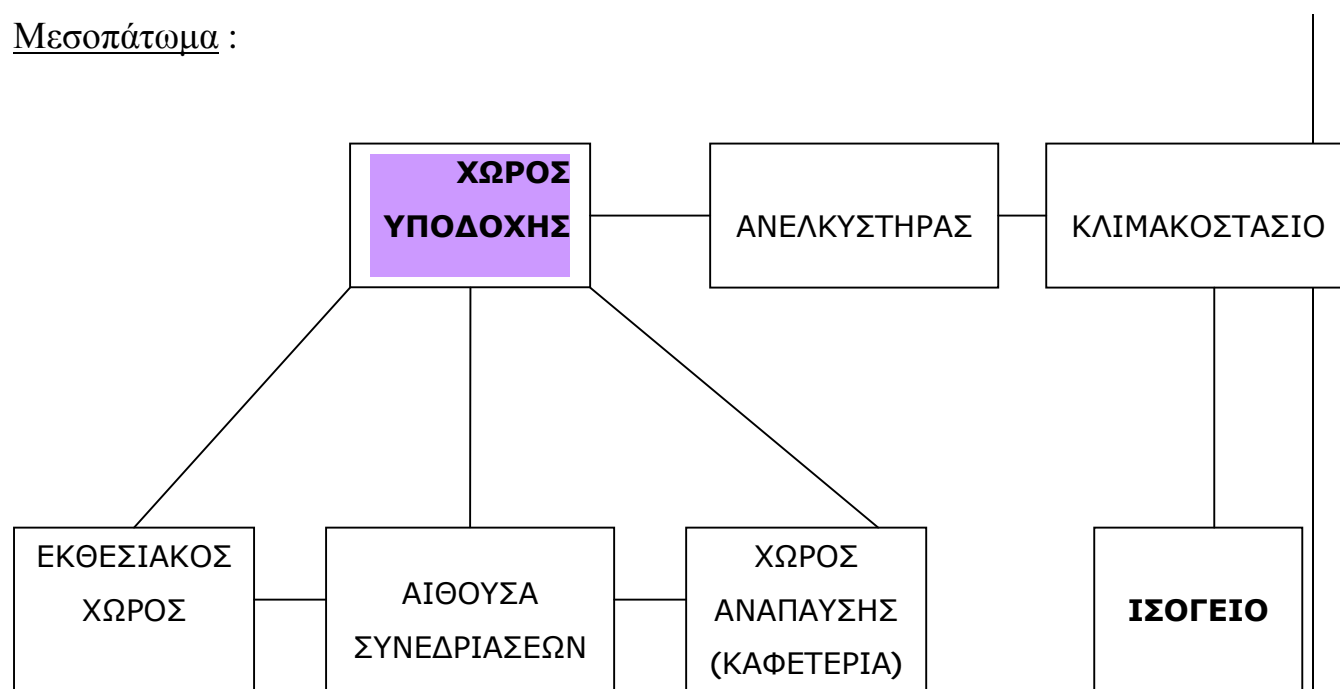 Μεσοπάτωμα :
ΧΩΡΟΣ
ΥΠΟΔΟΧΗΣ
ΑΝΕΛΚΥΣΤΗΡΑΣ
ΚΛΙΜΑΚΟΣΤΑΣΙΟ
ΕΚΘΕΣΙΑΚΟΣ
ΧΩΡΟΣ
ΑΙΘΟΥΣΑ
ΣΥΝΕΔΡΙΑΣΕΩΝ
ΧΩΡΟΣ
ΑΝΑΠΑΥΣΗΣ
(ΚΑΦΕΤΕΡΙΑ)
ΙΣΟΓΕΙΟ